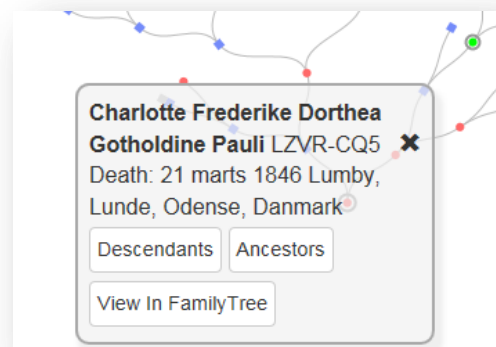 Charlotte Frederike Dorthea
Gotholdine Pauli LZVR-CQ5
Death: 21 marts 1846 Lumby,
Lunde, Odense, Danmark
Descendants Ancestors
View In FamilyTree